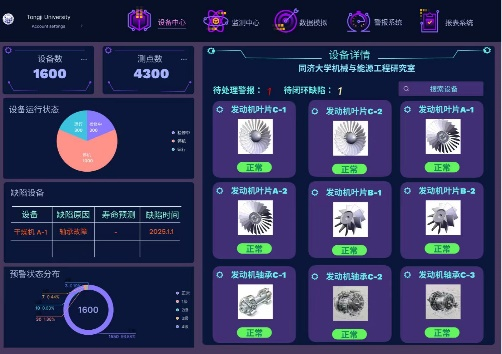 Tongji University
Account settings
设备中心
监测中心
数据模拟
警报系统
报表系统
设备数
1600
测点数
4300
设备详情
同济大学机械与能源工程研究室
待处理警报： 1 待闭环缺陷： 1
搜索设备
设备运行状态
发动机叶片C-1
正常
发动机叶片C-2
正常
发动机叶片A-1
正常
缺陷设备
设备 缺陷原因 寿命预测 缺陷时间
轴承故障 - 2025.1.1
发动机叶片A-2
正常
发动机叶片B-1
正常
发动机叶片B-1
正常
预警状态分布
1600
7 0.44%
发动机轴承C-1
正常
发动机轴承C-2
正常
发动机轴承C-3
正常